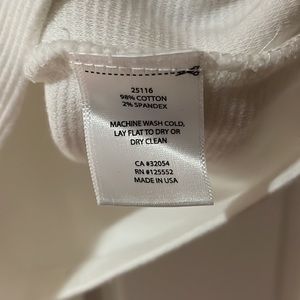 25116
98% COTTON
2% SPANDEX
MACHINE WASH COLD,
LAY FLAT TO DRY OR
DRY CLEAN
CA #32054
RN #125552
MADE IN USA